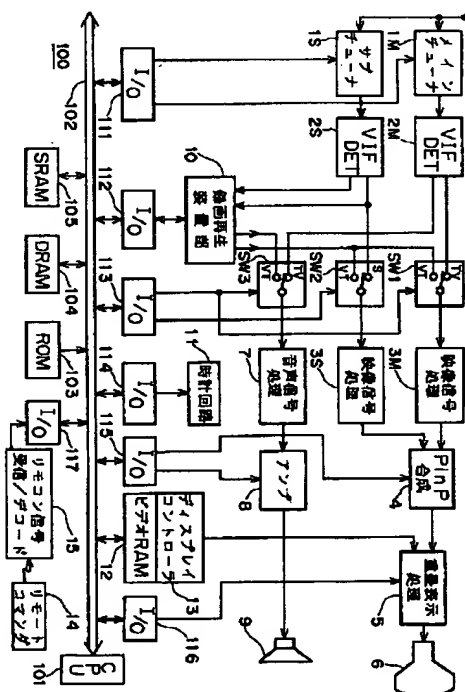 メインチューナ
1M
サブチューナ
1S
VIF
DET
2M
VIF
DET
2S
録画再生
装置部
10
TV
VT
SW1
S
VT
SW2
TV
VT
SW3
映像信号
処理
3M
映像信号
処理
3S
音声信号
処理
7
PinP
合成
4
アンプ
8
重畳表示
処理
5
6
9
100
102
I/O
111
I/O
112
I/O
113
I/O
114
時計回路
11
I/O
115
ディスプレイ
コントローラ
13
ビデオRAM
12
I/O
116
SRAM
105
DRAM
104
ROM
103
I/O
117
リモコン信号
受信/デコード
15
リモート
コマンダ
14
CPU
101